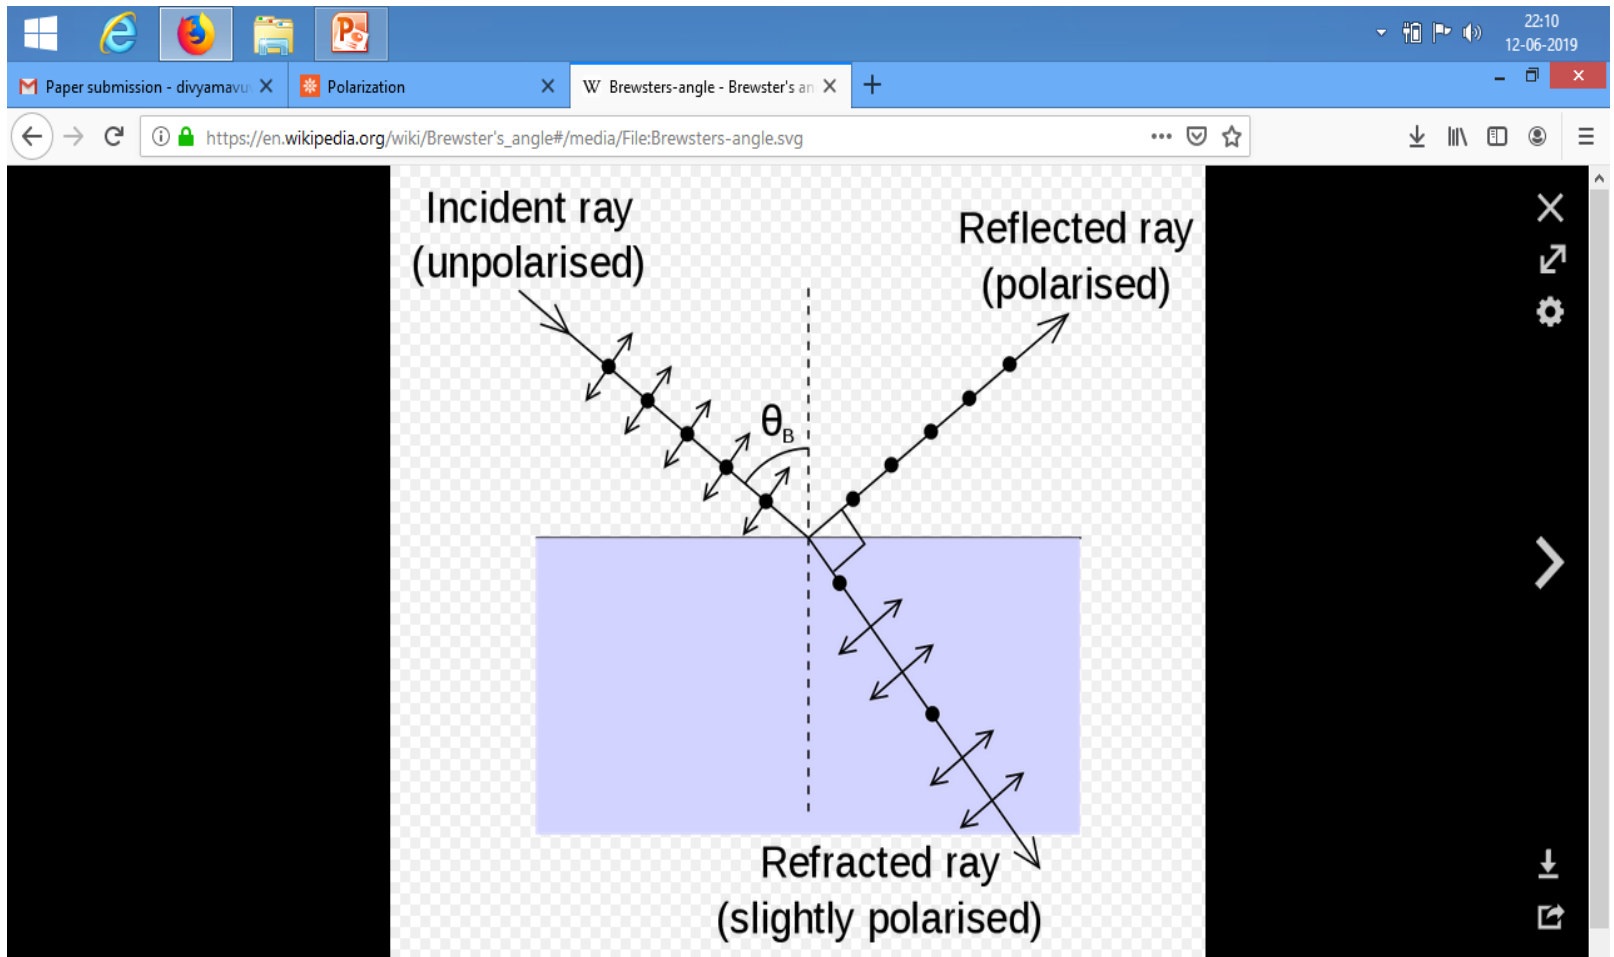 22:10
12-06-2019
Paper submission - divyamavu
Polarization
W Brewsters-angle - Brewster's an
https://en.wikipedia.org/wiki/Brewster's_angle#/media/File:Brewsters-angle.svg
Incident ray
(unpolarised)
Reflected ray
(polarised)
θB
Refracted ray
(slightly polarised)